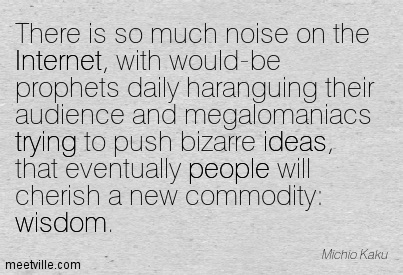 There is so much noise on the
Internet, with would-be
prophets daily haranguing their
audience and megalomaniacs
trying to push bizarre ideas,
that eventually people will
cherish a new commodity:
wisdom.
Michio Kaku
meetville.com